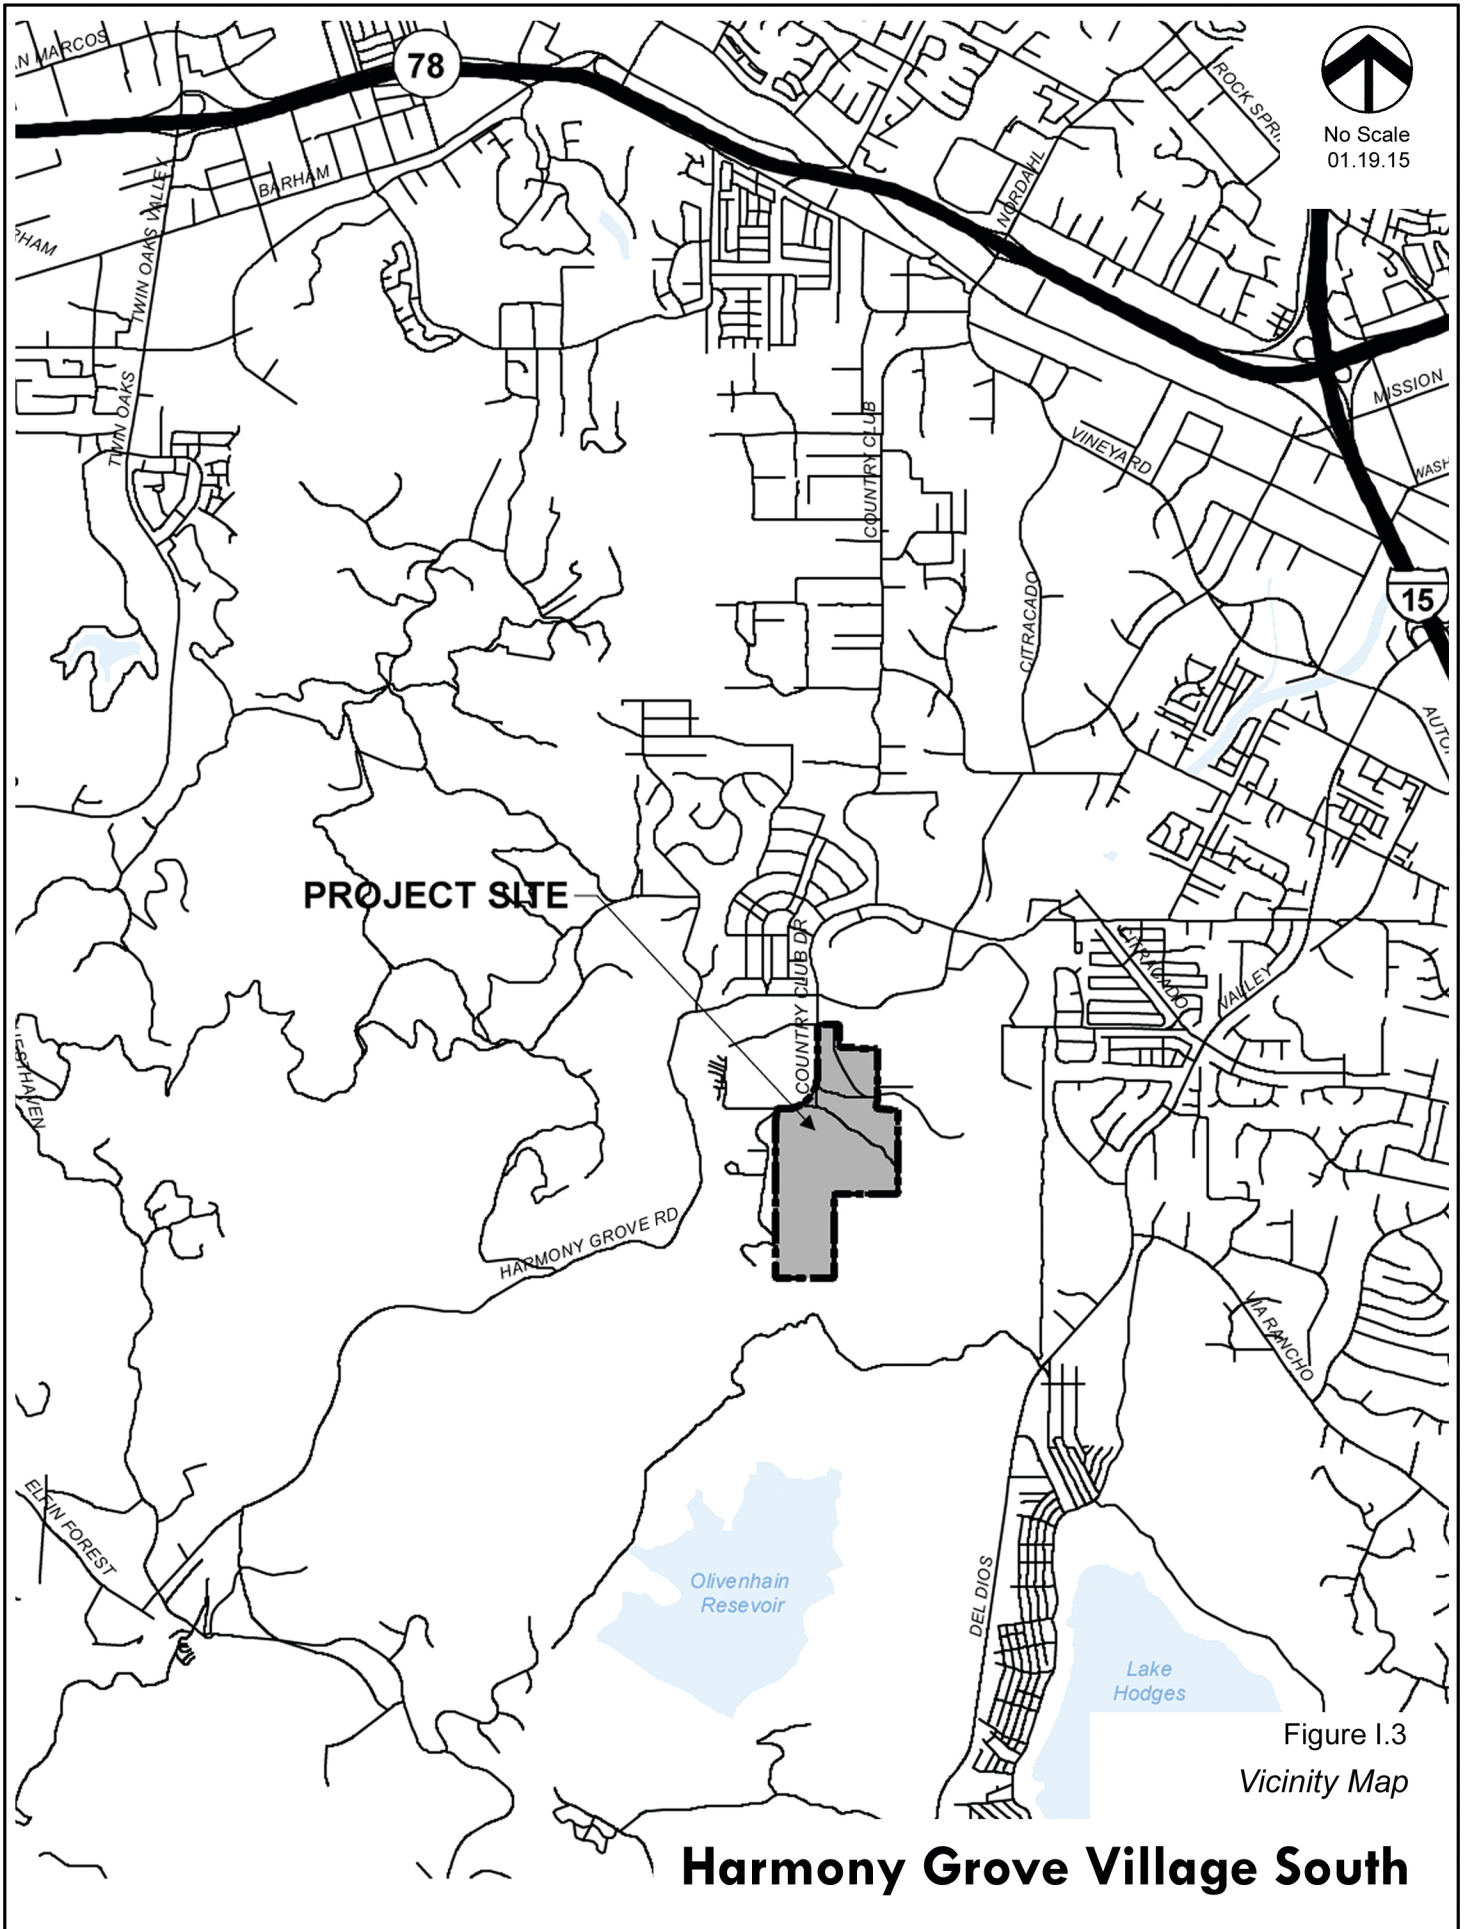 No Scale
01.19.15
78
15
ROCK SPRI
NORDAHL
BARHAM
TWIN OAKS VALLEY
TWIN OAKS
MISSION
VINEYARD
COUNTRY CLUB
CITRACADO
PROJECT SITE
COUNTRY CLUB DR
CITRACADO
VALLEY
HARMONY GROVE RD
VIA RANCHO
ELFIN FOREST
DEL DIOS
Olivenhain
Resevoir
Lake
Hodges
Figure I.3
Vicinity Map
Harmony Grove Village South